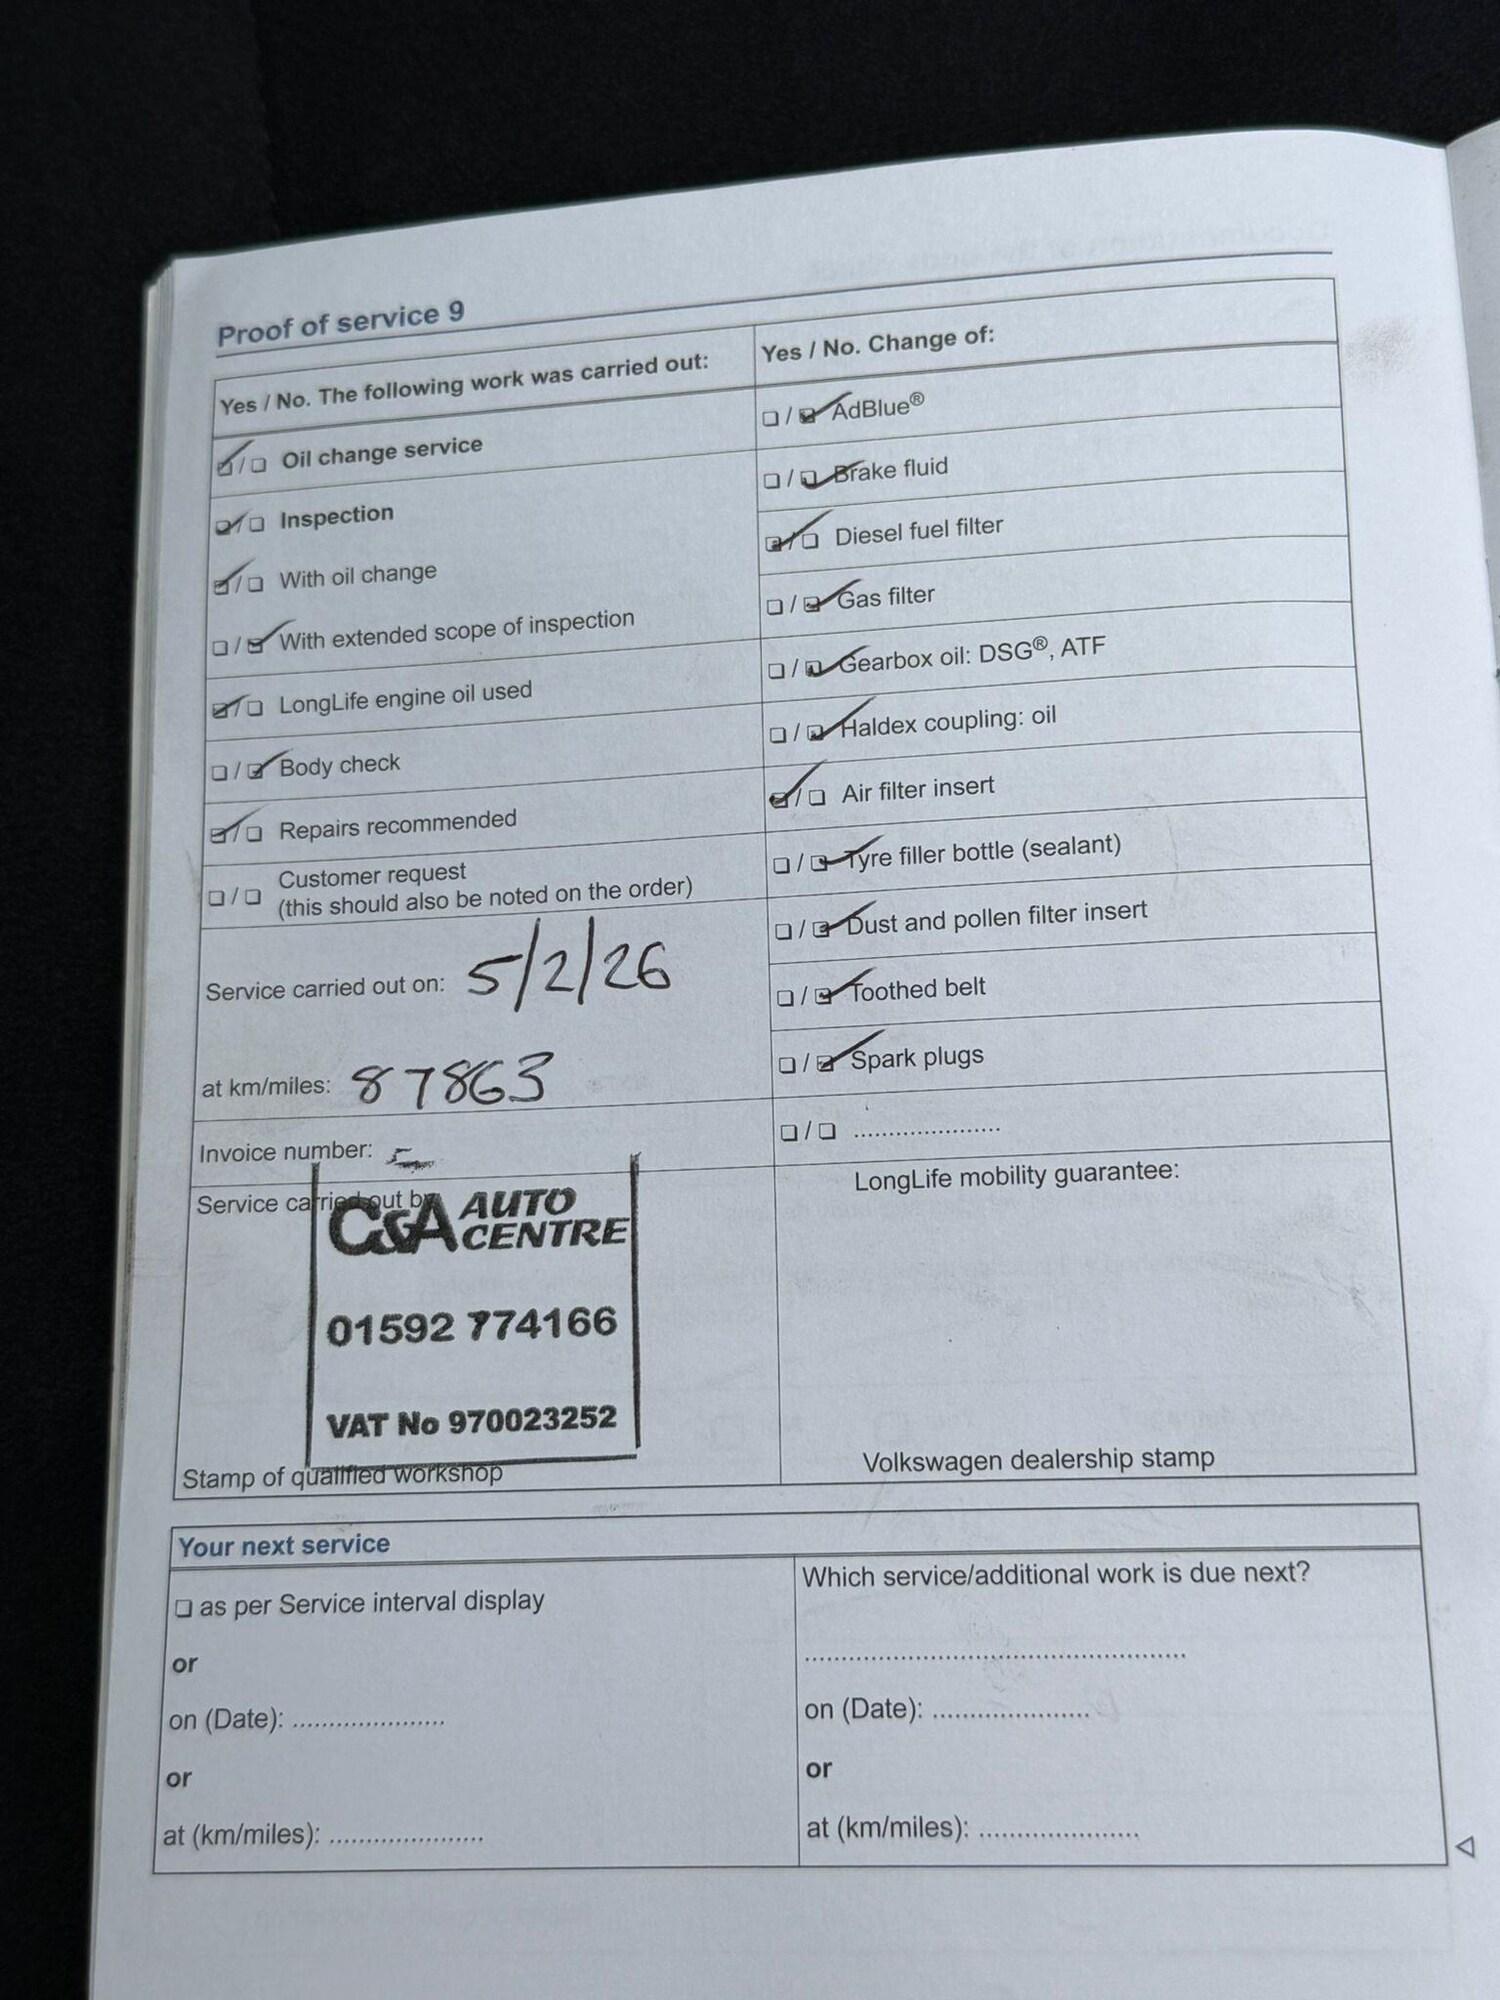 Proof of service 9
Yes / No. The following work was carried out:
Oil change service
Inspection
With oil change
With extended scope of inspection
LongLife engine oil used
Body check
Repairs recommended
Customer request
(this should also be noted on the order)
Service carried out on: 5/2/26
at km/miles: 87863
Invoice number:
Service carried out by
C&A AUTO CENTRE
01592 774166
VAT No 970023252
Stamp of qualified workshop
Yes / No. Change of:
AdBlue®
Brake fluid
Diesel fuel filter
Gas filter
Gearbox oil: DSG®, ATF
Haldex coupling: oil
Air filter insert
Tyre filler bottle (sealant)
Dust and pollen filter insert
Toothed belt
Spark plugs
.....................
LongLife mobility guarantee:
Volkswagen dealership stamp
Your next service
as per Service interval display
or
on (Date): .....................
or
at (km/miles): .....................
Which service/additional work is due next?
.....................................................
on (Date): .....................
or
at (km/miles): .....................